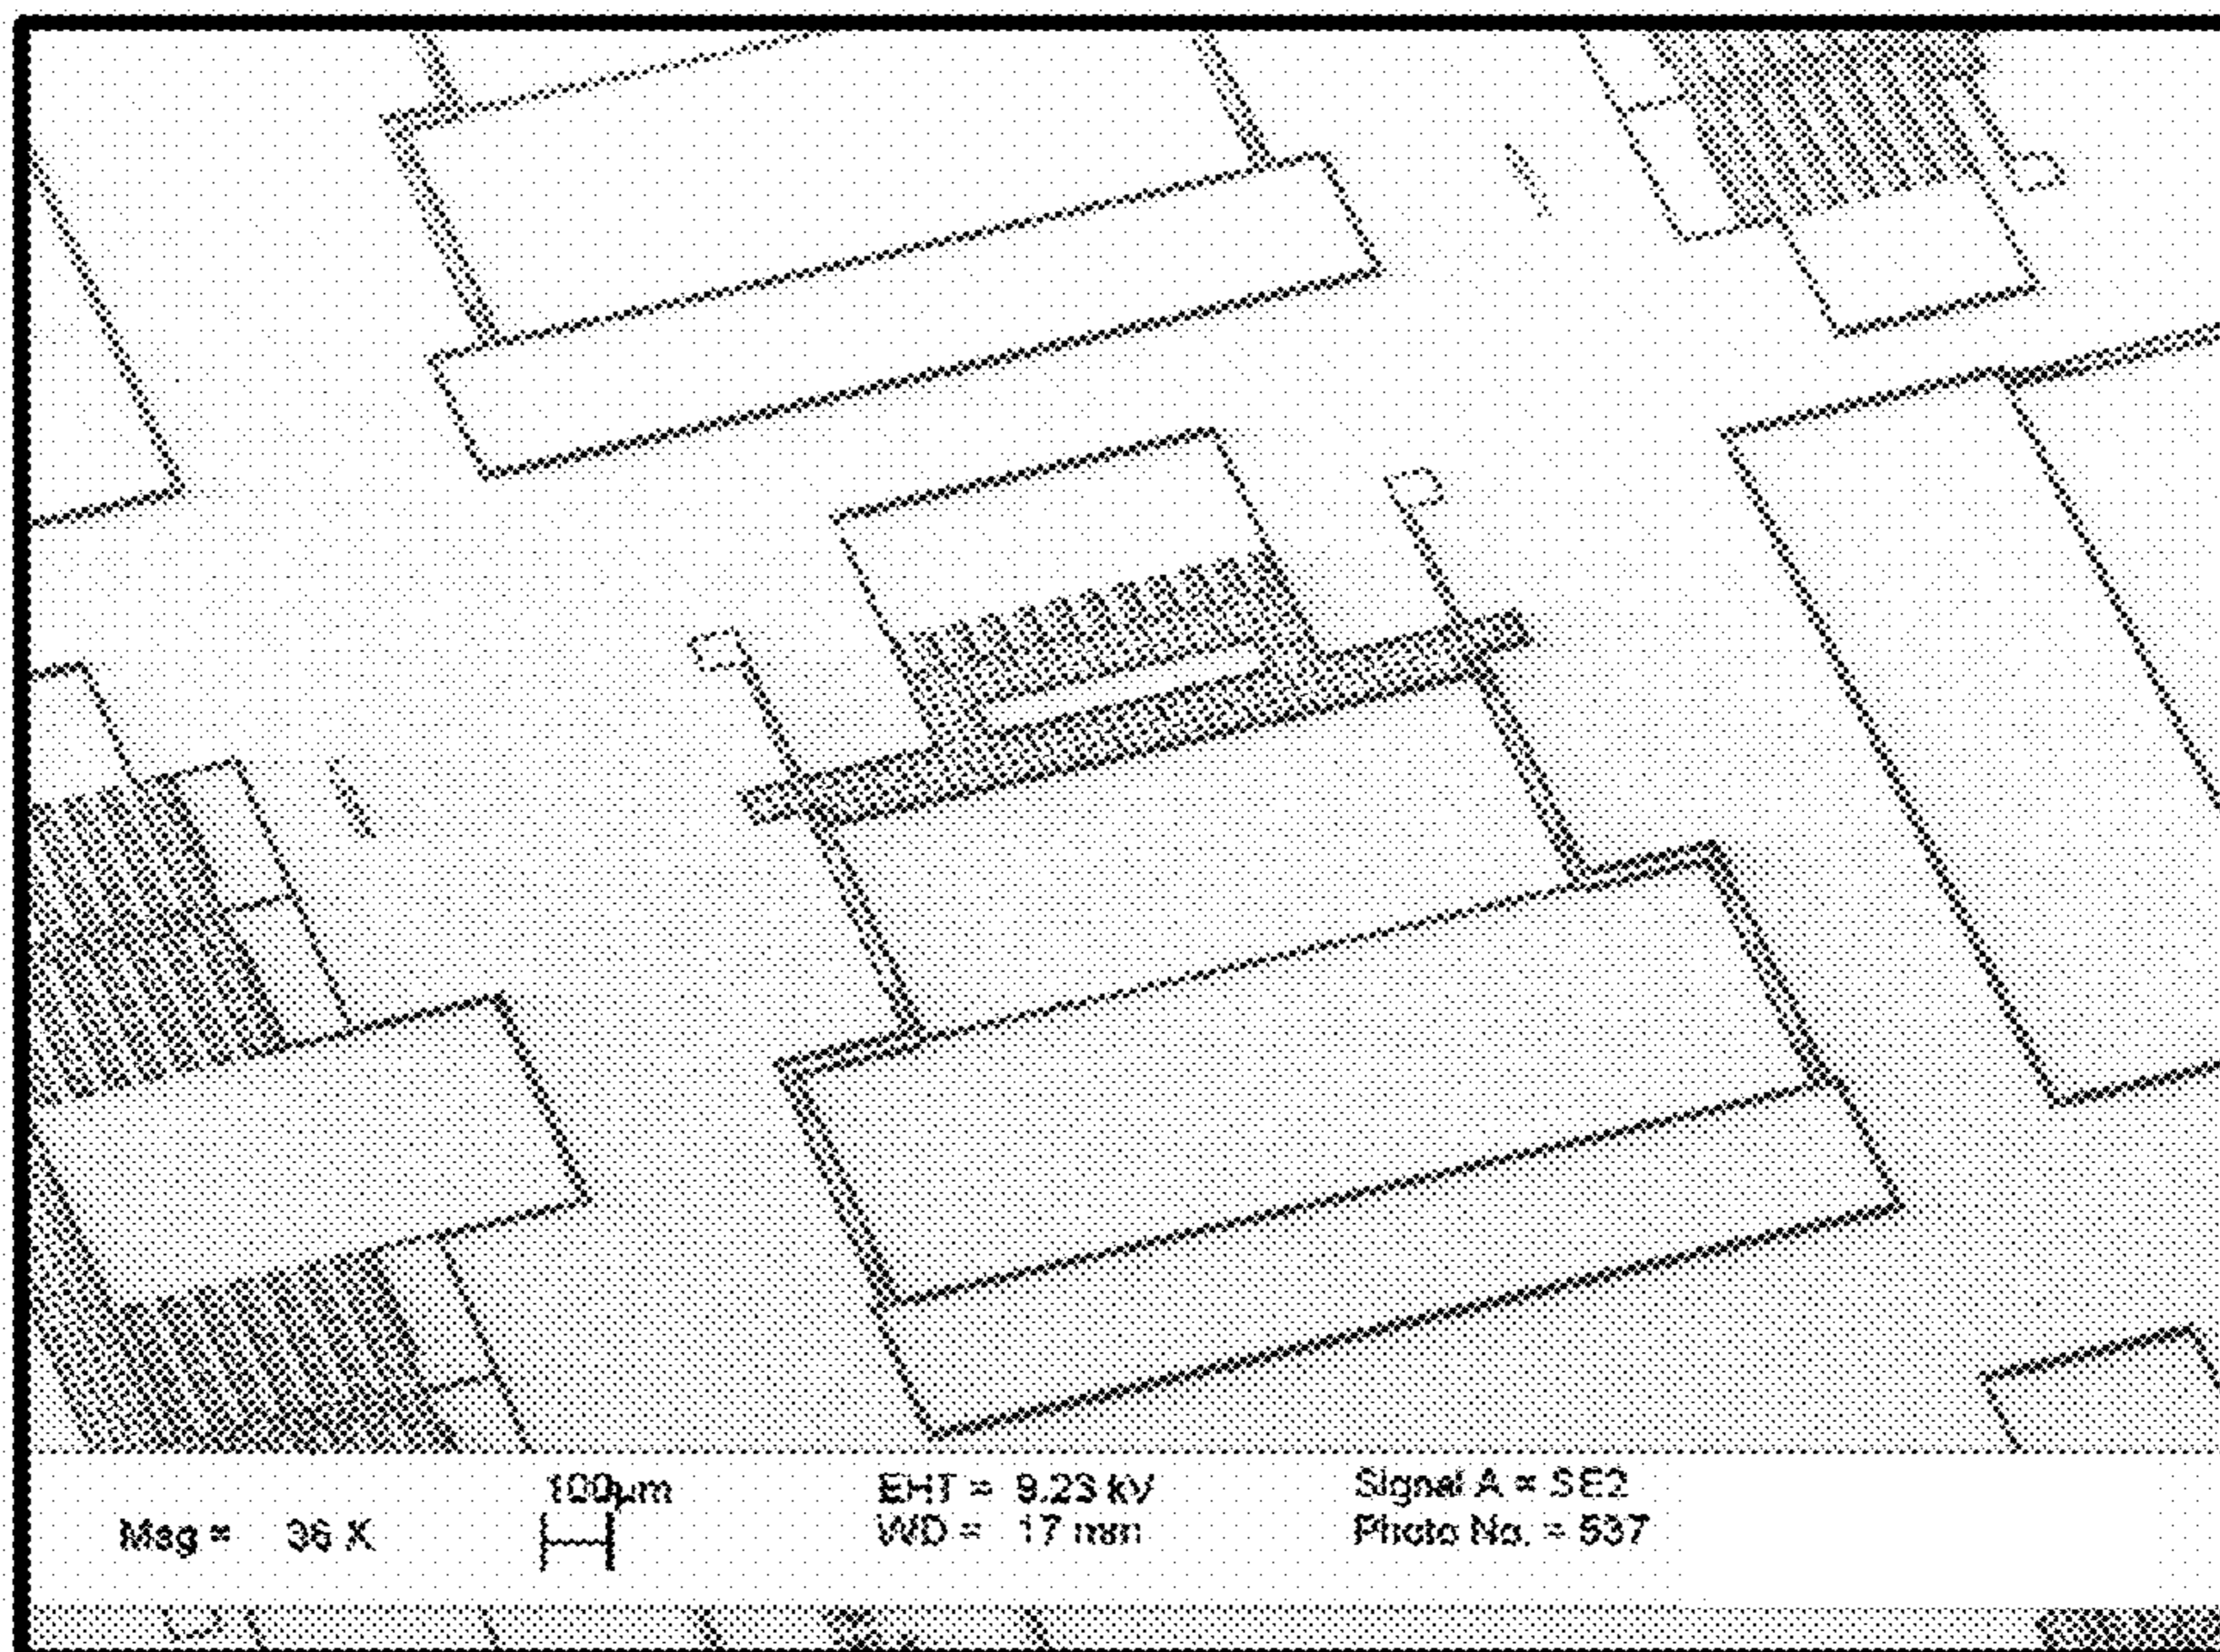 100µm
EHT = 9.23 kV
Signal A = SE2
Mag = 36 X
WD = 17 mm
Photo No. = 537